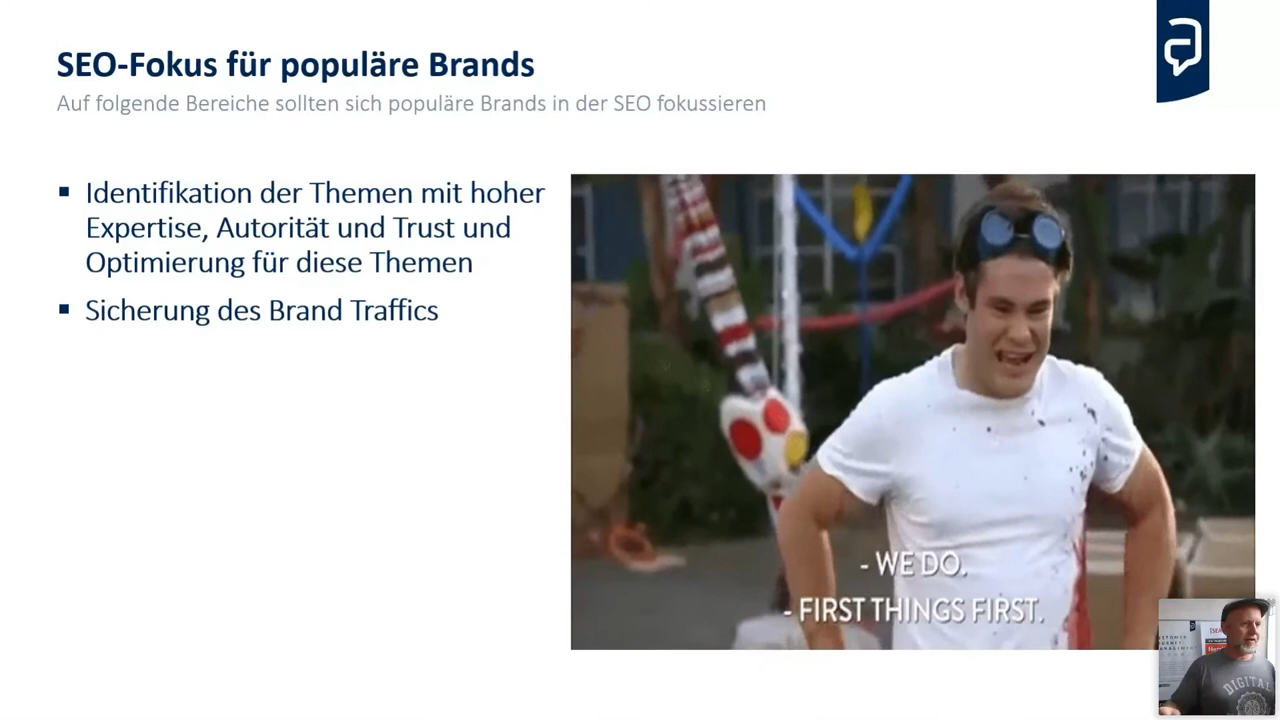 SEO-Fokus für populäre Brands
Auf folgende Bereiche sollten sich populäre Brands in der SEO fokussieren
▪ Identifikation der Themen mit hoher
Expertise, Autorität und Trust und
Optimierung für diese Themen
▪ Sicherung des Brand Traffics
- WE DO.
- FIRST THINGS FIRST.
DIGITAL